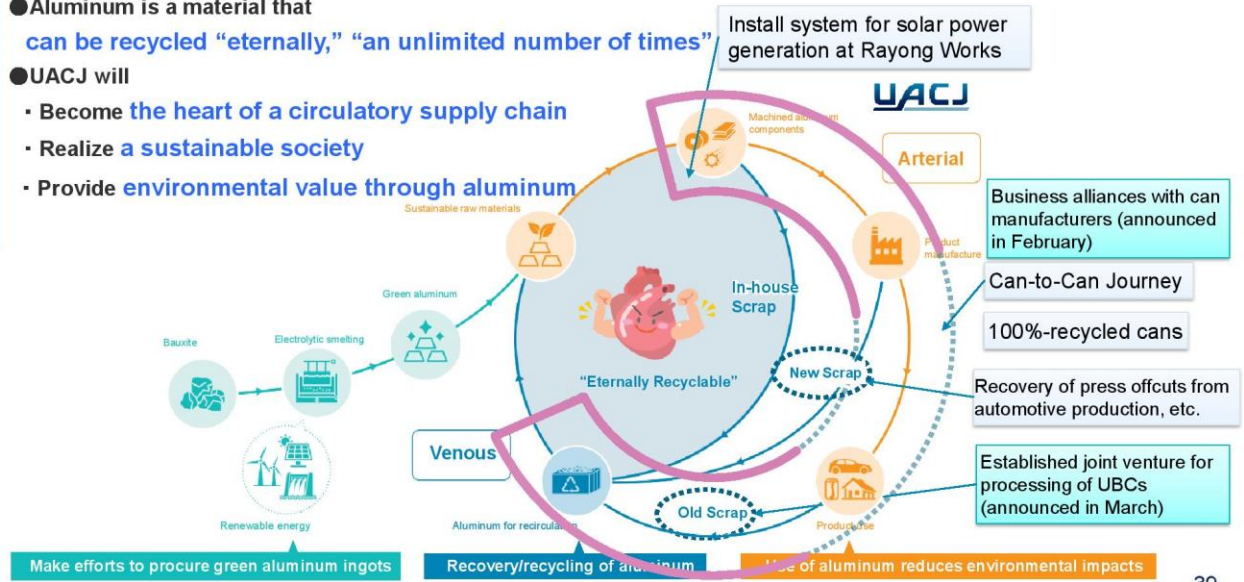 ●Aluminum is a material that
can be recycled “eternally,” “an unlimited number of times”
●UACJ will
・Become the heart of a circulatory supply chain
・Realize a sustainable society
・Provide environmental value through aluminum
Install system for solar power
generation at Rayong Works
UACJ
Machined aluminum
components
Arterial
Sustainable raw materials
Business alliances with can
manufacturers (announced
in February)
Product
manufacture
In-house
Scrap
Can-to-Can Journey
Green aluminum
100%-recycled cans
Bauxite
Electrolytic smelting
“Eternally Recyclable”
New Scrap
Recovery of press offcuts from
automotive production, etc.
Venous
Established joint venture for
processing of UBCs
(announced in March)
Old Scrap
Renewable energy
Aluminum for recirculation
Product use
Make efforts to procure green aluminum ingots
Recovery/recycling of aluminum
Use of aluminum reduces environmental impacts